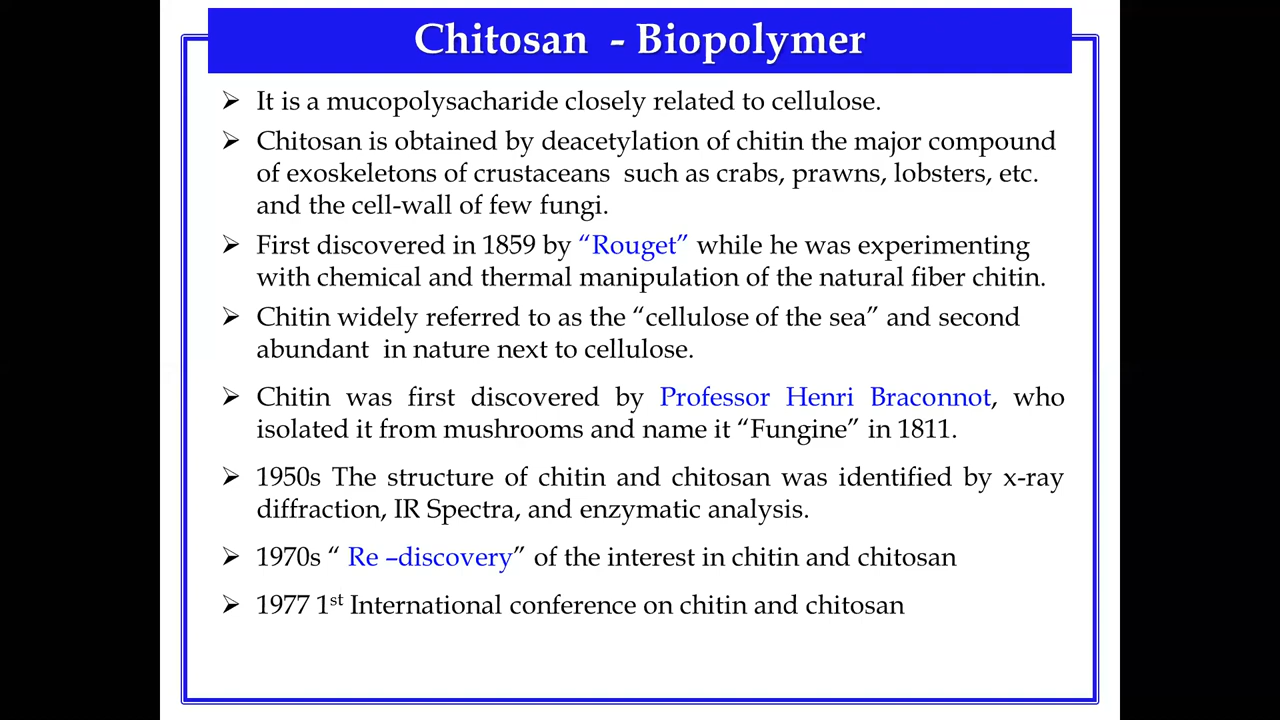 Chitosan - Biopolymer
➢ It is a mucopolysacharide closely related to cellulose.
➢ Chitosan is obtained by deacetylation of chitin the major compound
of exoskeletons of crustaceans such as crabs, prawns, lobsters, etc.
and the cell-wall of few fungi.
➢ First discovered in 1859 by “Rouget” while he was experimenting
with chemical and thermal manipulation of the natural fiber chitin.
➢ Chitin widely referred to as the “cellulose of the sea” and second
abundant in nature next to cellulose.
➢ Chitin was first discovered by Professor Henri Braconnot, who
isolated it from mushrooms and name it “Fungine” in 1811.
➢ 1950s The structure of chitin and chitosan was identified by x-ray
diffraction, IR Spectra, and enzymatic analysis.
➢ 1970s “ Re –discovery” of the interest in chitin and chitosan
➢ 1977 1st International conference on chitin and chitosan